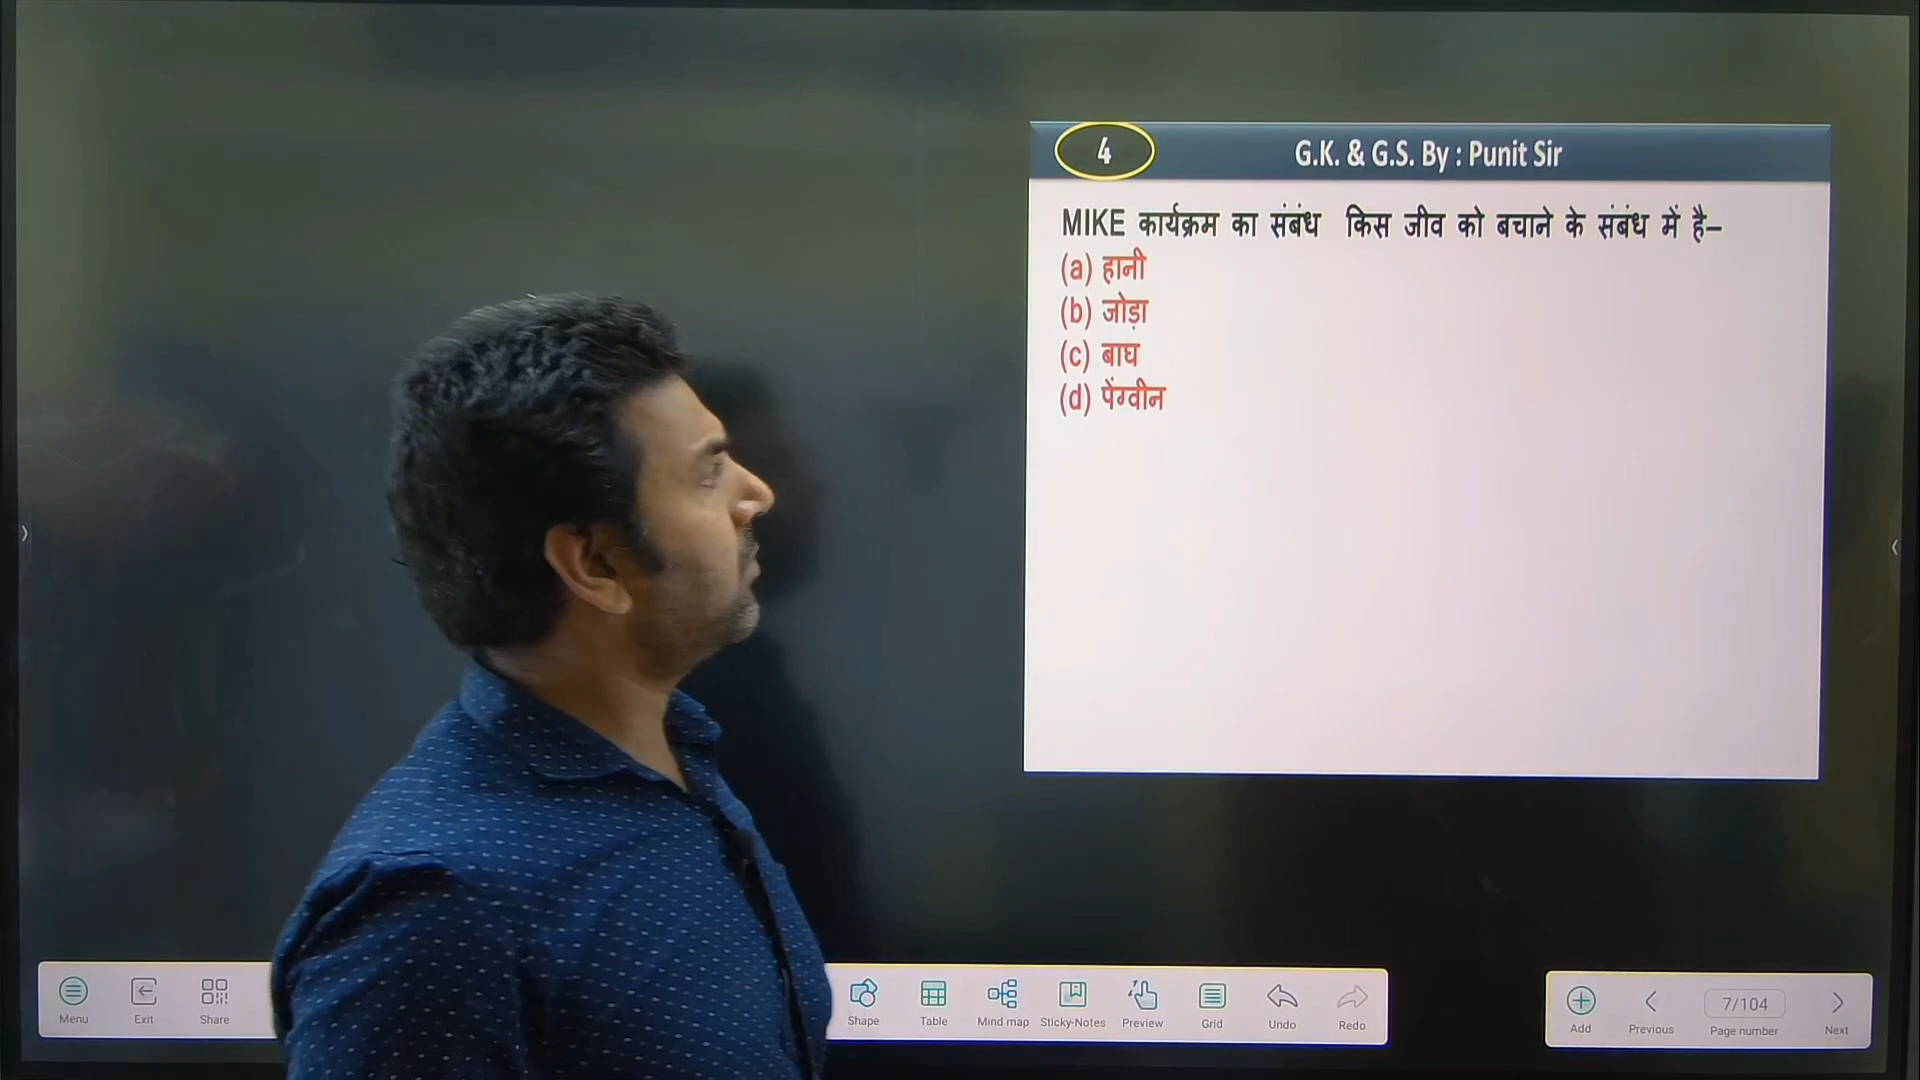 4
G.K. & G.S. By : Punit Sir
MIKE कार्यक्रम का संबंध किस जीव को बचाने के संबंध में है–
(a) हानी
(b) जोड़ा
(c) बाघ
(d) पेंग्वीन
Menu
Exit
Share
Shape
Table
Mind map
Sticky-Notes
Preview
Grid
Undo
Redo
Add
Previous
7/104
Page number
Next